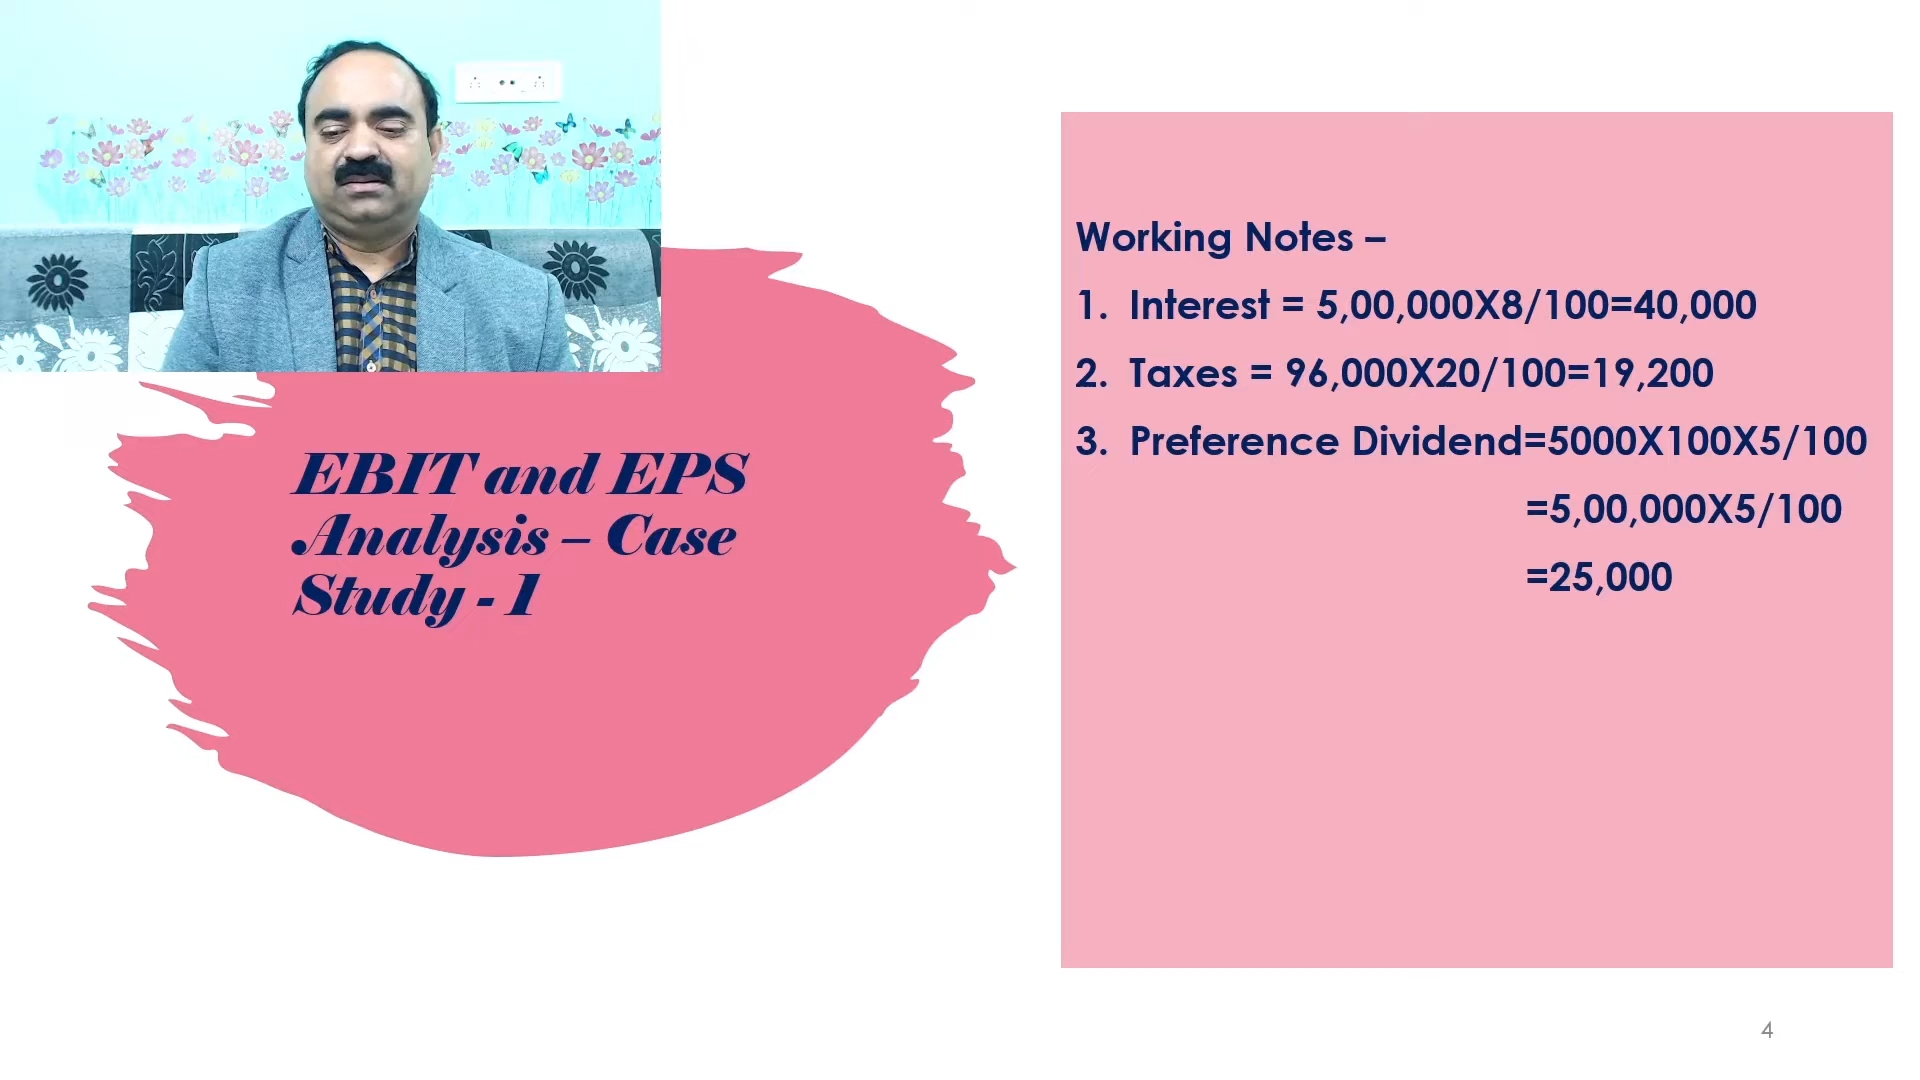 EBIT and EPS
Analysis – Case
Study - 1
Working Notes –
1. Interest = 5,00,000X8/100=40,000
2. Taxes = 96,000X20/100=19,200
3. Preference Dividend=5000X100X5/100
=5,00,000X5/100
=25,000
4